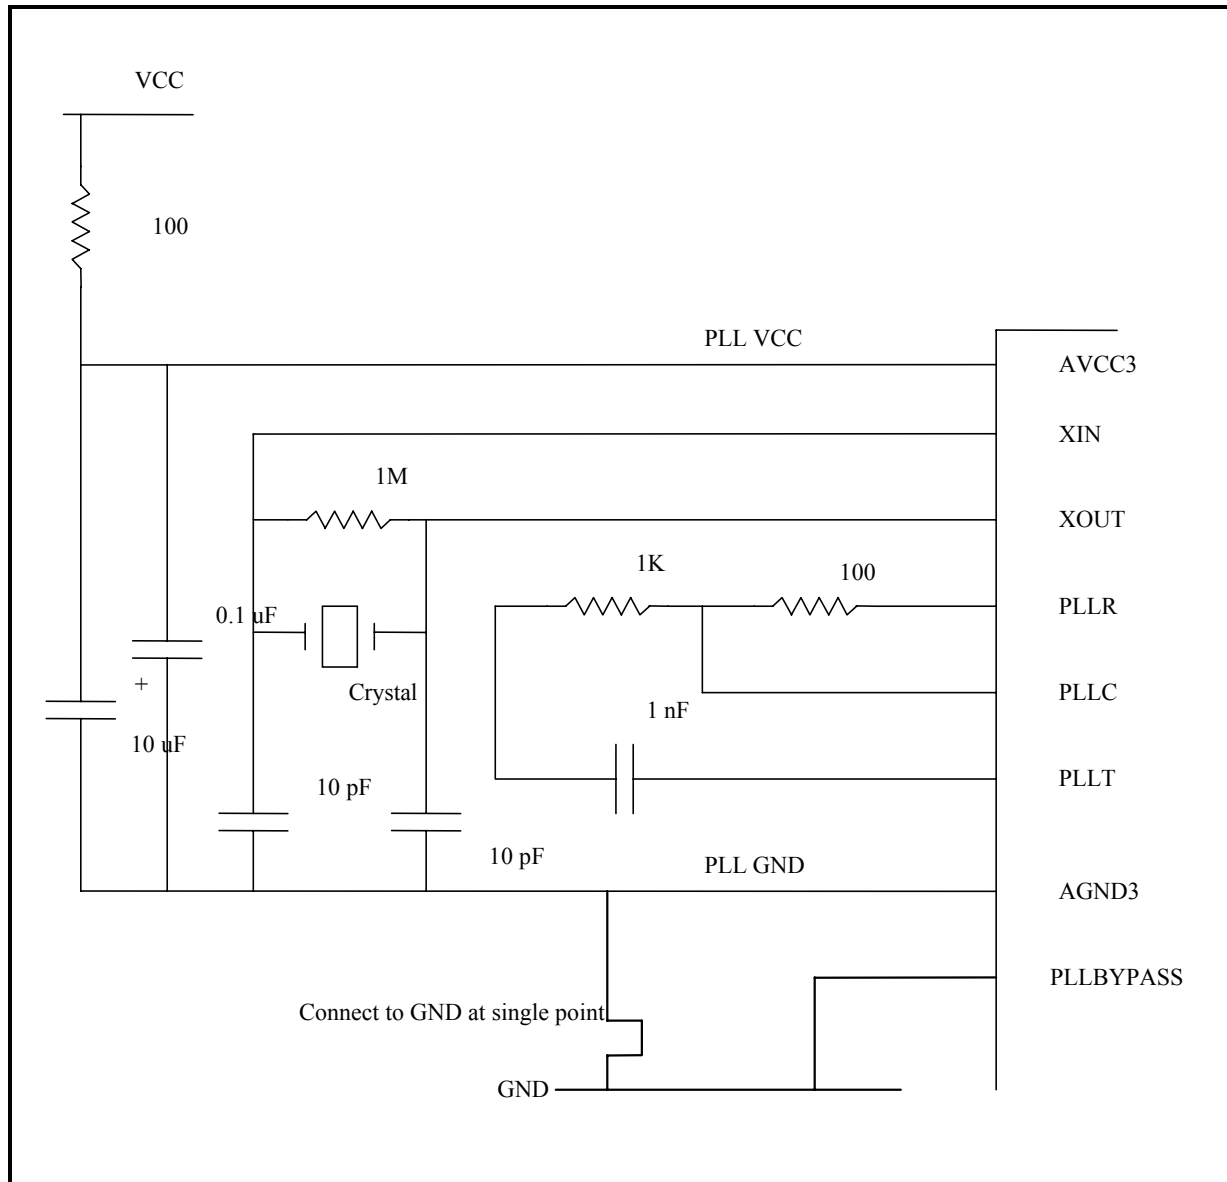 VCC
100
PLL VCC
AVCC3
XIN
1M
XOUT
1K
100
PLLR
0.1 uF
+
Crystal
PLLC
1 nF
10 uF
PLLT
10 pF
10 pF
PLL GND
AGND3
PLLBYPASS
Connect to GND at single point
GND